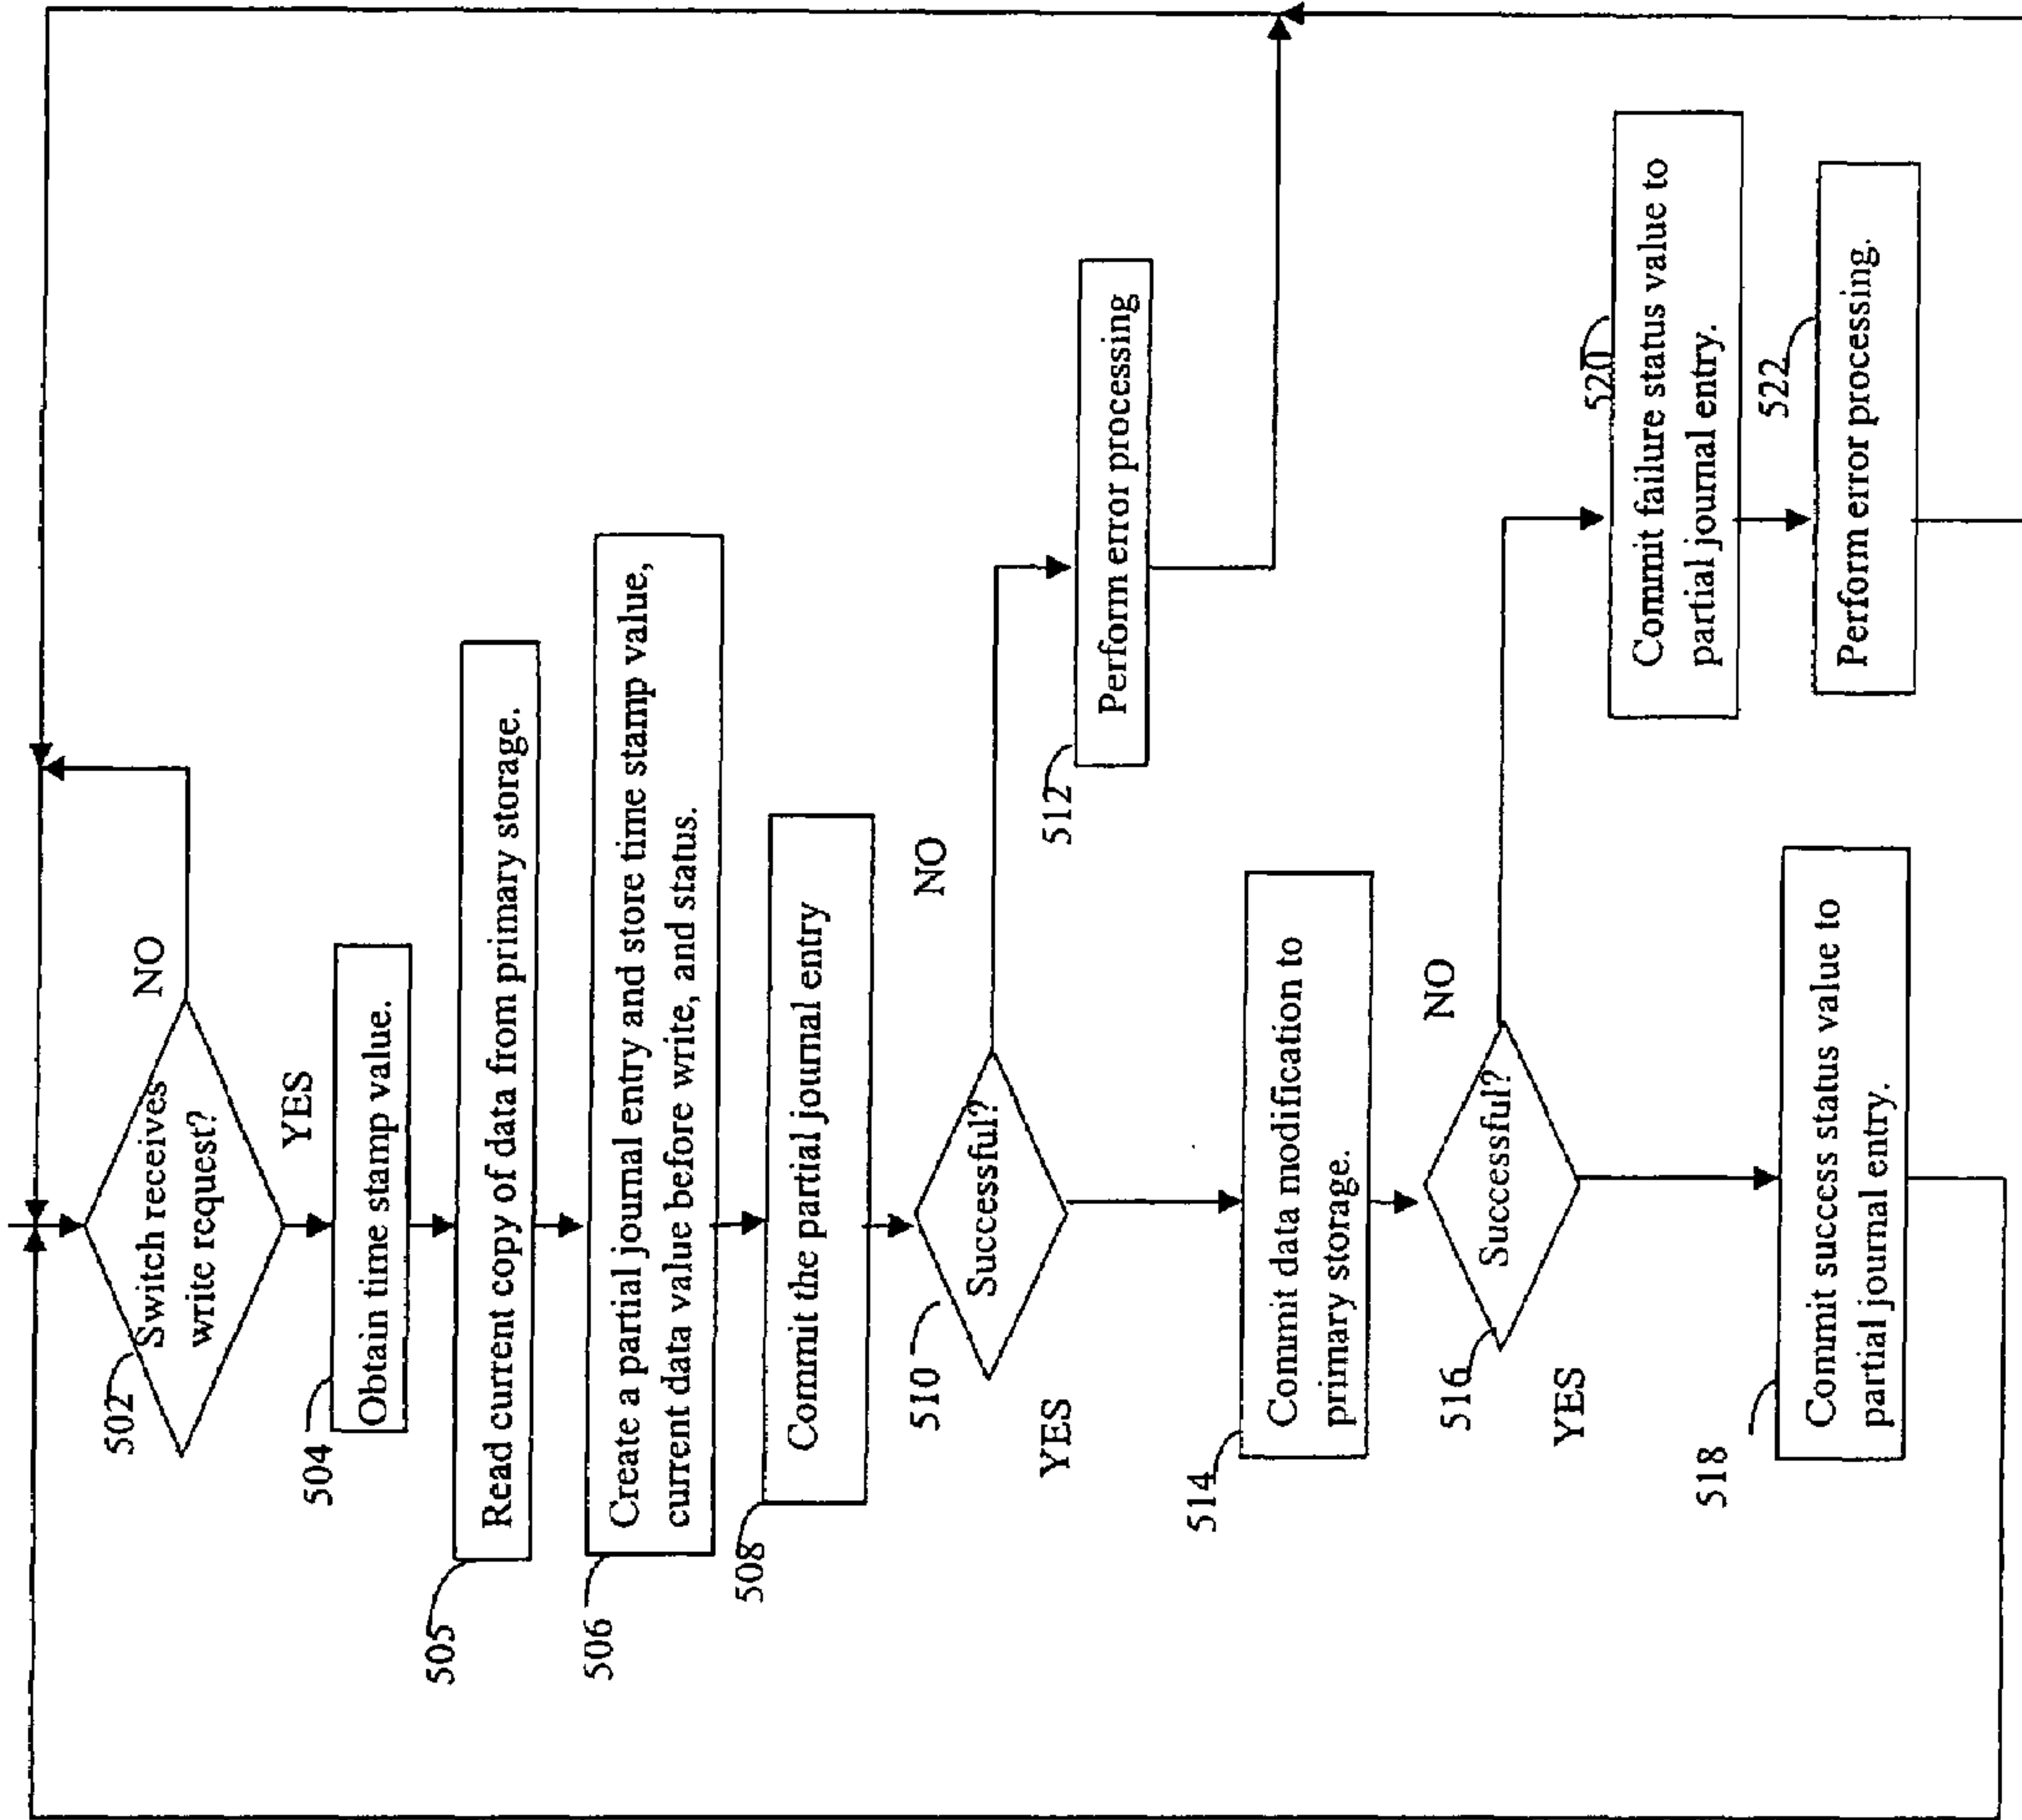 502
Switch receives
write request?
NO
YES
504
Obtain time stamp value.
505
Read current copy of data from primary storage.
506
Create a partial journal entry and store time stamp value,
current data value before write, and status.
508
Commit the partial journal entry
510
Successful?
NO
YES
512
Perform error processing
514
Commit data modification to
primary storage.
516
Successful?
NO
YES
518
Commit success status value to
partial journal entry.
520
Commit failure status value to
partial journal entry.
522
Perform error processing.